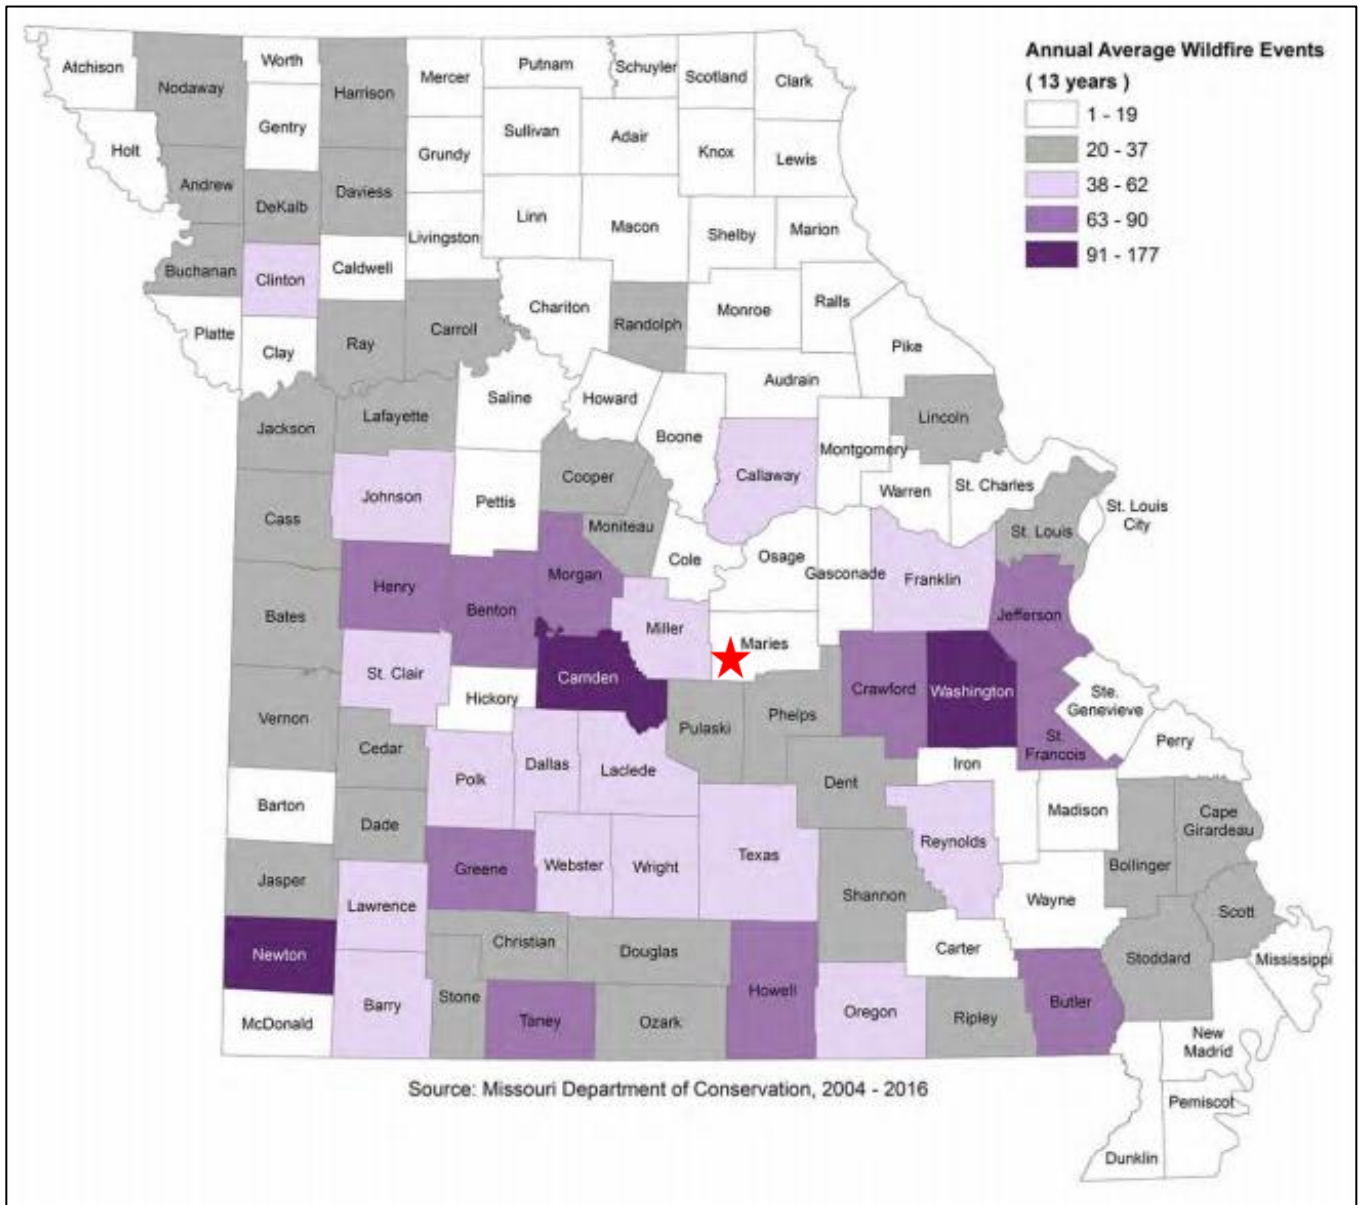 Annual Average Wildfire Events
( 13 years )
1 - 19
20 - 37
38 - 62
63 - 90
91 - 177
Atchison
Nodaway
Worth
Harrison
Mercer
Putnam
Schuyler
Scotland
Clark
Holt
Gentry
Grundy
Sullivan
Adair
Knox
Lewis
Andrew
DeKalb
Daviess
Livingston
Linn
Macon
Shelby
Marion
Buchanan
Clinton
Caldwell
Chariton
Randolph
Monroe
Ralls
Platte
Clay
Ray
Carroll
Pike
Audrain
Saline
Howard
Boone
Jackson
Lafayette
Callaway
Montgomery
Lincoln
Warren
St. Charles
St. Louis
City
St. Louis
Johnson
Pettis
Cooper
Moniteau
Cass
Cole
Osage
Gasconade
Franklin
Jefferson
Henry
Benton
Morgan
Miller
Maries
Bates
St. Clair
Hickory
Camden
Pulaski
Phelps
Crawford
Washington
Ste.
Genevieve
St.
Francois
Perry
Vernon
Cedar
Polk
Dallas
Laclede
Dent
Iron
Madison
Barton
Dade
Greene
Webster
Wright
Texas
Reynolds
Bollinger
Cape
Girardeau
Jasper
Lawrence
Shannon
Wayne
Scott
Newton
Christian
Douglas
Howell
Carter
Stoddard
Mississippi
McDonald
Barry
Stone
Taney
Ozark
Oregon
Ripley
Butler
New
Madrid
Pemiscot
Dunklin
Source: Missouri Department of Conservation, 2004 - 2016